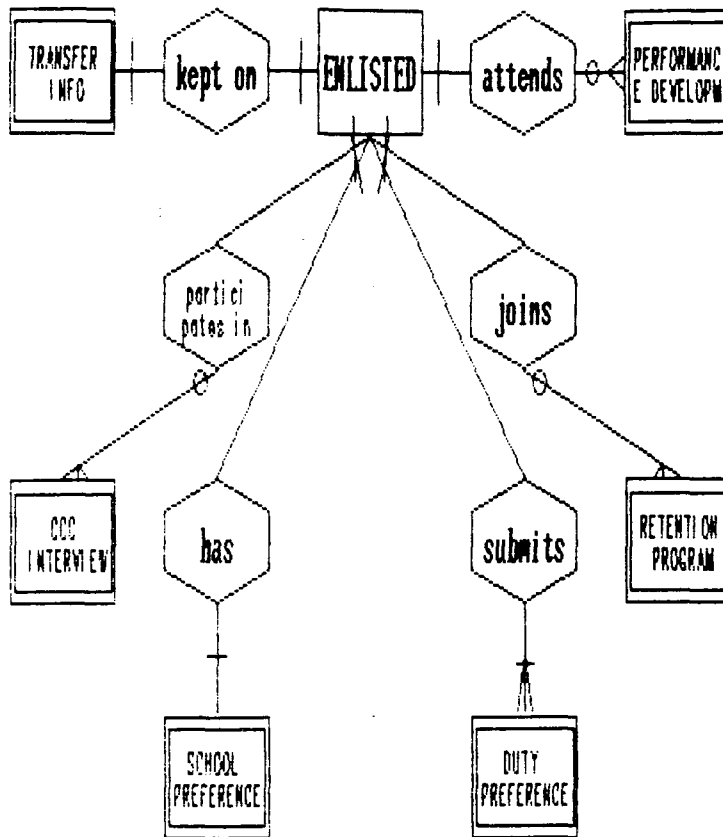 TRANSFER
INFO
kept on
ENLISTED
attends
PERFORMANC
E DEVELOPM
partici
pates in
joins
CCC
INTERVIEW
has
submits
RETENTION
PROGRAM
SCHOOL
PREFERENCE
DUTY
PREFERENCE